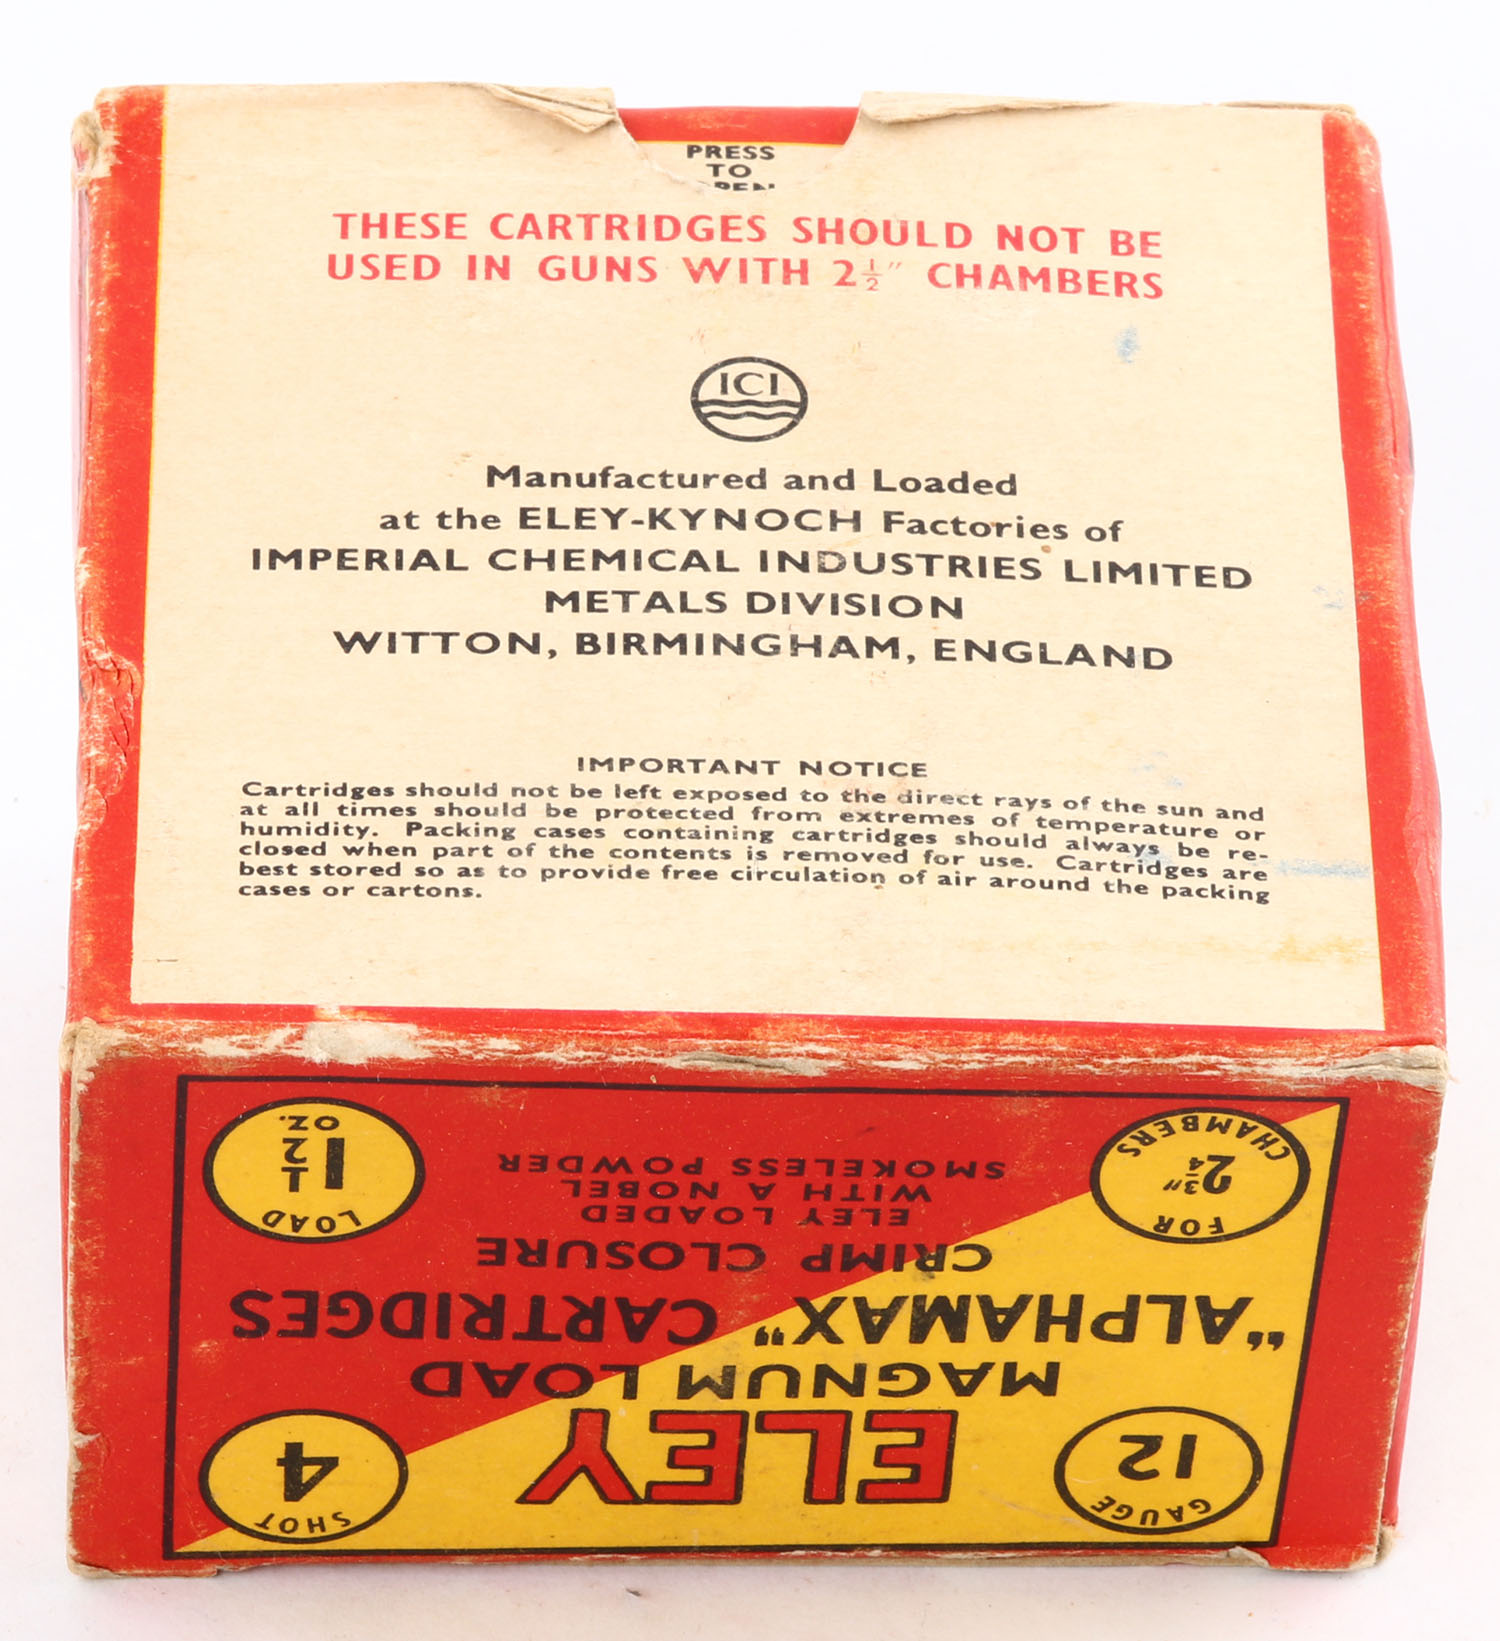 PRESS
TO
OPEN
THESE CARTRIDGES SHOULD NOT BE
USED IN GUNS WITH 2½" CHAMBERS
ICI
Manufactured and Loaded
at the ELEY-KYNOCH Factories of
IMPERIAL CHEMICAL INDUSTRIES LIMITED
METALS DIVISION
WITTON, BIRMINGHAM, ENGLAND
IMPORTANT NOTICE
Cartridges should not be left exposed to the direct rays of the sun and
at all times should be protected from extremes of temperature or
humidity. Packing cases containing cartridges should always be re-
closed when part of the contents is removed for use. Cartridges are
best stored so as to provide free circulation of air around the packing
cases or cartons.
GAUGE
12
ELEY
SHOT
4
MAGNUM LOAD
"ALPHAMAX" CARTRIDGES
CRIMP CLOSURE
ELEY LOADED
WITH A NOBEL
SMOKELESS POWDER
FOR
2¾"
CHAMBERS
LOAD
1½
OZ.